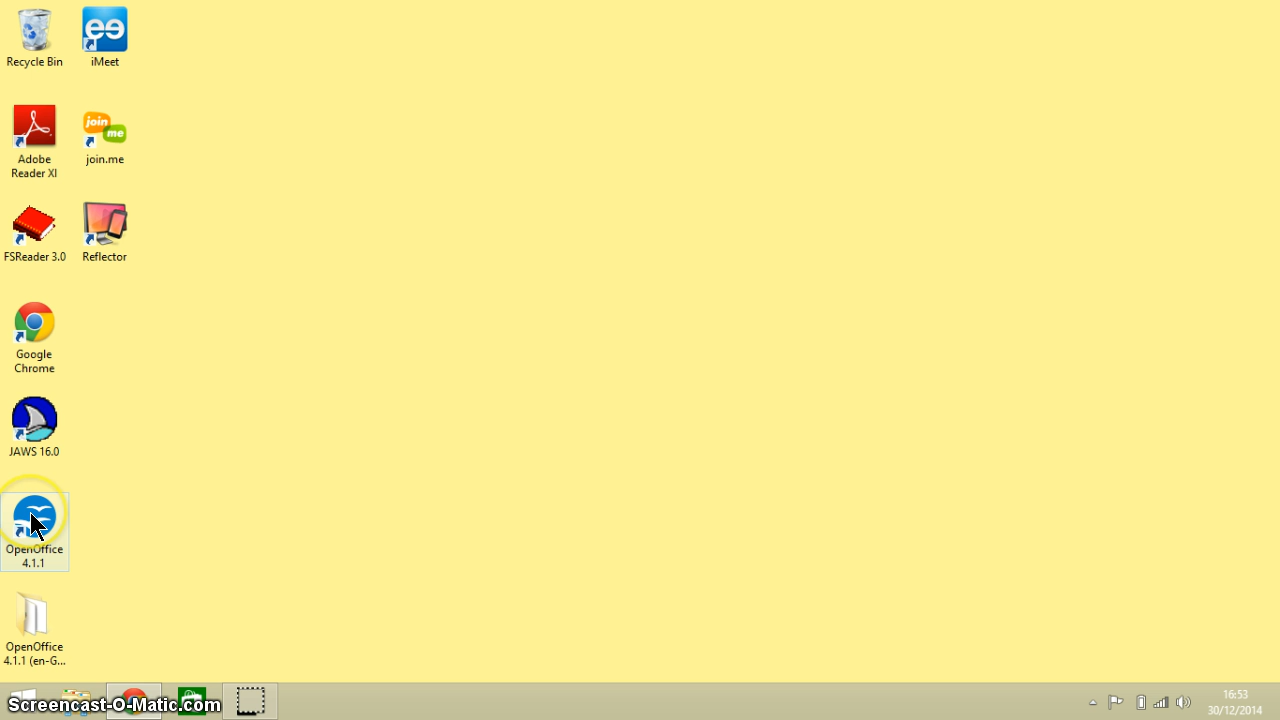 Recycle Bin
iMeet
Adobe
Reader XI
join
me
join.me
FSReader 3.0
Reflector
Google
Chrome
JAWS 16.0
OpenOffice
4.1.1
OpenOffice
4.1.1 (en-G...
Screencast-O-Matic.com
16:53
30/12/2014